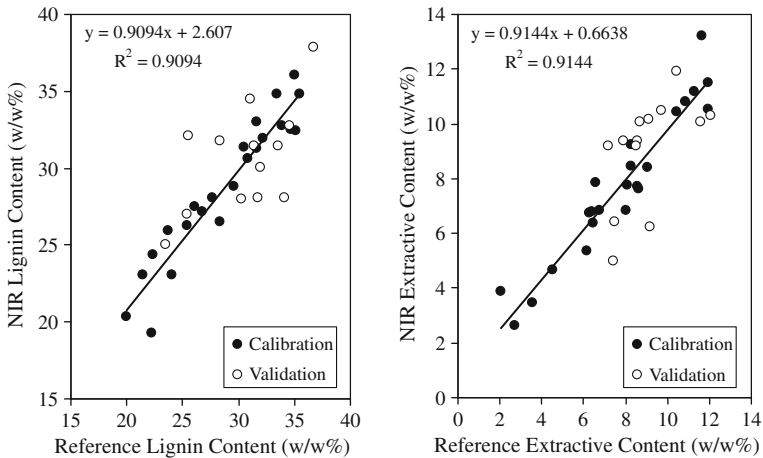 y = 0.9094x + 2.607
R² = 0.9094
40
35
30
25
20
15
NIR Lignin Content (w/w%)
Calibration
Validation
15 20 25 30 35 40
Reference Lignin Content (w/w%)
y = 0.9144x + 0.6638
R² = 0.9144
14
12
10
8
6
4
2
0
NIR Extractive Content (w/w%)
Calibration
Validation
0 2 4 6 8 10 12 14
Reference Extractive Content (w/w%)